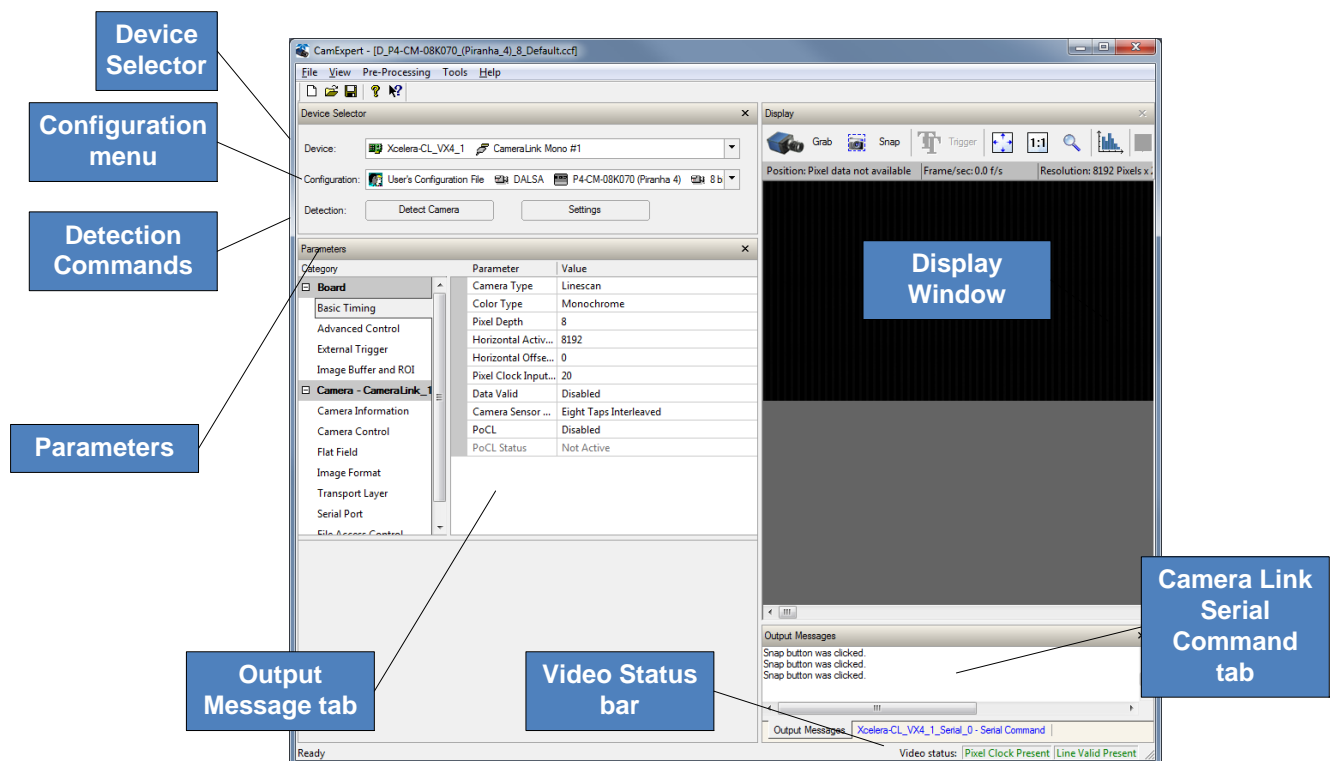 Device
Selector
Configuration
menu
Detection
Commands
Parameters
Output
Message tab
Video Status
bar
Display
Window
Camera Link
Serial
Command
tab
CamExpert - [D_P4-CM-08K070_(Piranha_4)_8_Default.ccf]
File View Pre-Processing Tools Help
Device Selector
Device: Xcelera-CL_VX4_1 CameraLink Mono #1
Configuration: User's Configuration File DALSA P4-CM-08K070 (Piranha 4) 8 b
Detection: Detect Camera Settings
Parameters
Category Parameter Value
Board
Basic Timing
Advanced Control
External Trigger
Image Buffer and ROI
Camera - CameraLink_1
Camera Information
Camera Control
Flat Field
Image Format
Transport Layer
Serial Port
File Access Control
Camera Type Linescan
Color Type Monochrome
Pixel Depth 8
Horizontal Activ... 8192
Horizontal Offse... 0
Pixel Clock Input... 20
Data Valid Disabled
Camera Sensor ... Eight Taps Interleaved
PoCL Disabled
PoCL Status Not Active
Display
Grab Snap Trigger 1:1
Position: Pixel data not available Frame/sec: 0.0 f/s Resolution: 8192 Pixels x
Output Messages
Snap button was clicked.
Snap button was clicked.
Snap button was clicked.
Output Messages Xcelera-CL_VX4_1_Serial_0 - Serial Command
Ready Video status: Pixel Clock Present Line Valid Present